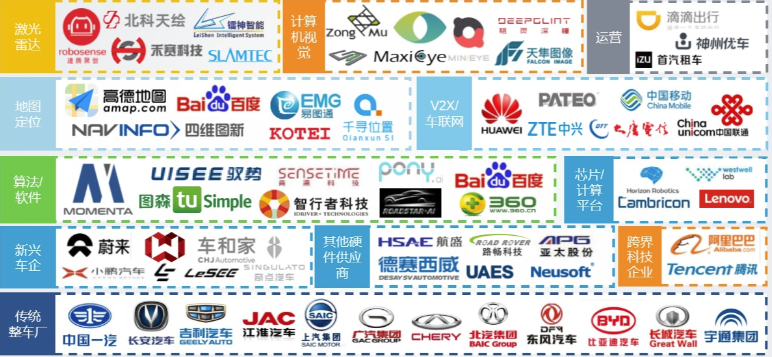 激光
雷达
robosense
速腾聚创
北科天绘
镭神智能
LeiShen Intelligent System
禾赛科技
SLAMTEC
计算
机视
觉
Zong Mu
MaxiEye
MINIEYE
DEEPGLINT
格灵深瞳
天隼图像
FALCON IMAGE
运营
滴滴出行
神州优车
iZU 首汽租车
地图
定位
高德地图
amap.com
Baidu百度
EMG
易图通
NAVINFO 四维图新
KOTEI
千寻位置
Qianxun SI
V2X/
车联网
HUAWEI
PATEO
中国移动
China Mobile
ZTE中兴
DTT 大唐电信
China
unicom中国联通
算法/
软件
MOMENTA
UISEE 驭势
SENSETIME
商汤科技
pony.ai
Baidu百度
图森 tu Simple
智行者科技
IDRIVER+ TECHNOLOGIES
ROADSTAR.AI
360
www.360.cn
芯片/
计算
平台
Horizon Robotics
westwell
lab
Cambricon
Lenovo
新兴
车企
蔚来
车和家
CHJ Automotive
小鹏汽车
LeSEE
SINGULATO
奇点汽车
其他硬
件供应
商
HSAE 航盛
ROAD ROVER
路畅科技
APG
亚太股份
德赛西威
DESAY SV AUTOMOTIVE
UAES
Neusoft
跨界
科技
企业
阿里巴巴
Alibaba.com
Tencent 腾讯
传统
整车厂
中国一汽
长安汽车
吉利汽车
GEELY AUTO
JAC
江淮汽车
SAIC
上汽集团
SAIC MOTOR
广汽集团
GAC GROUP
CHERY
北汽集团
BAIC Group
DFM
东风汽车
BYD
比亚迪汽车
长城汽车
Great Wall
宇通集团